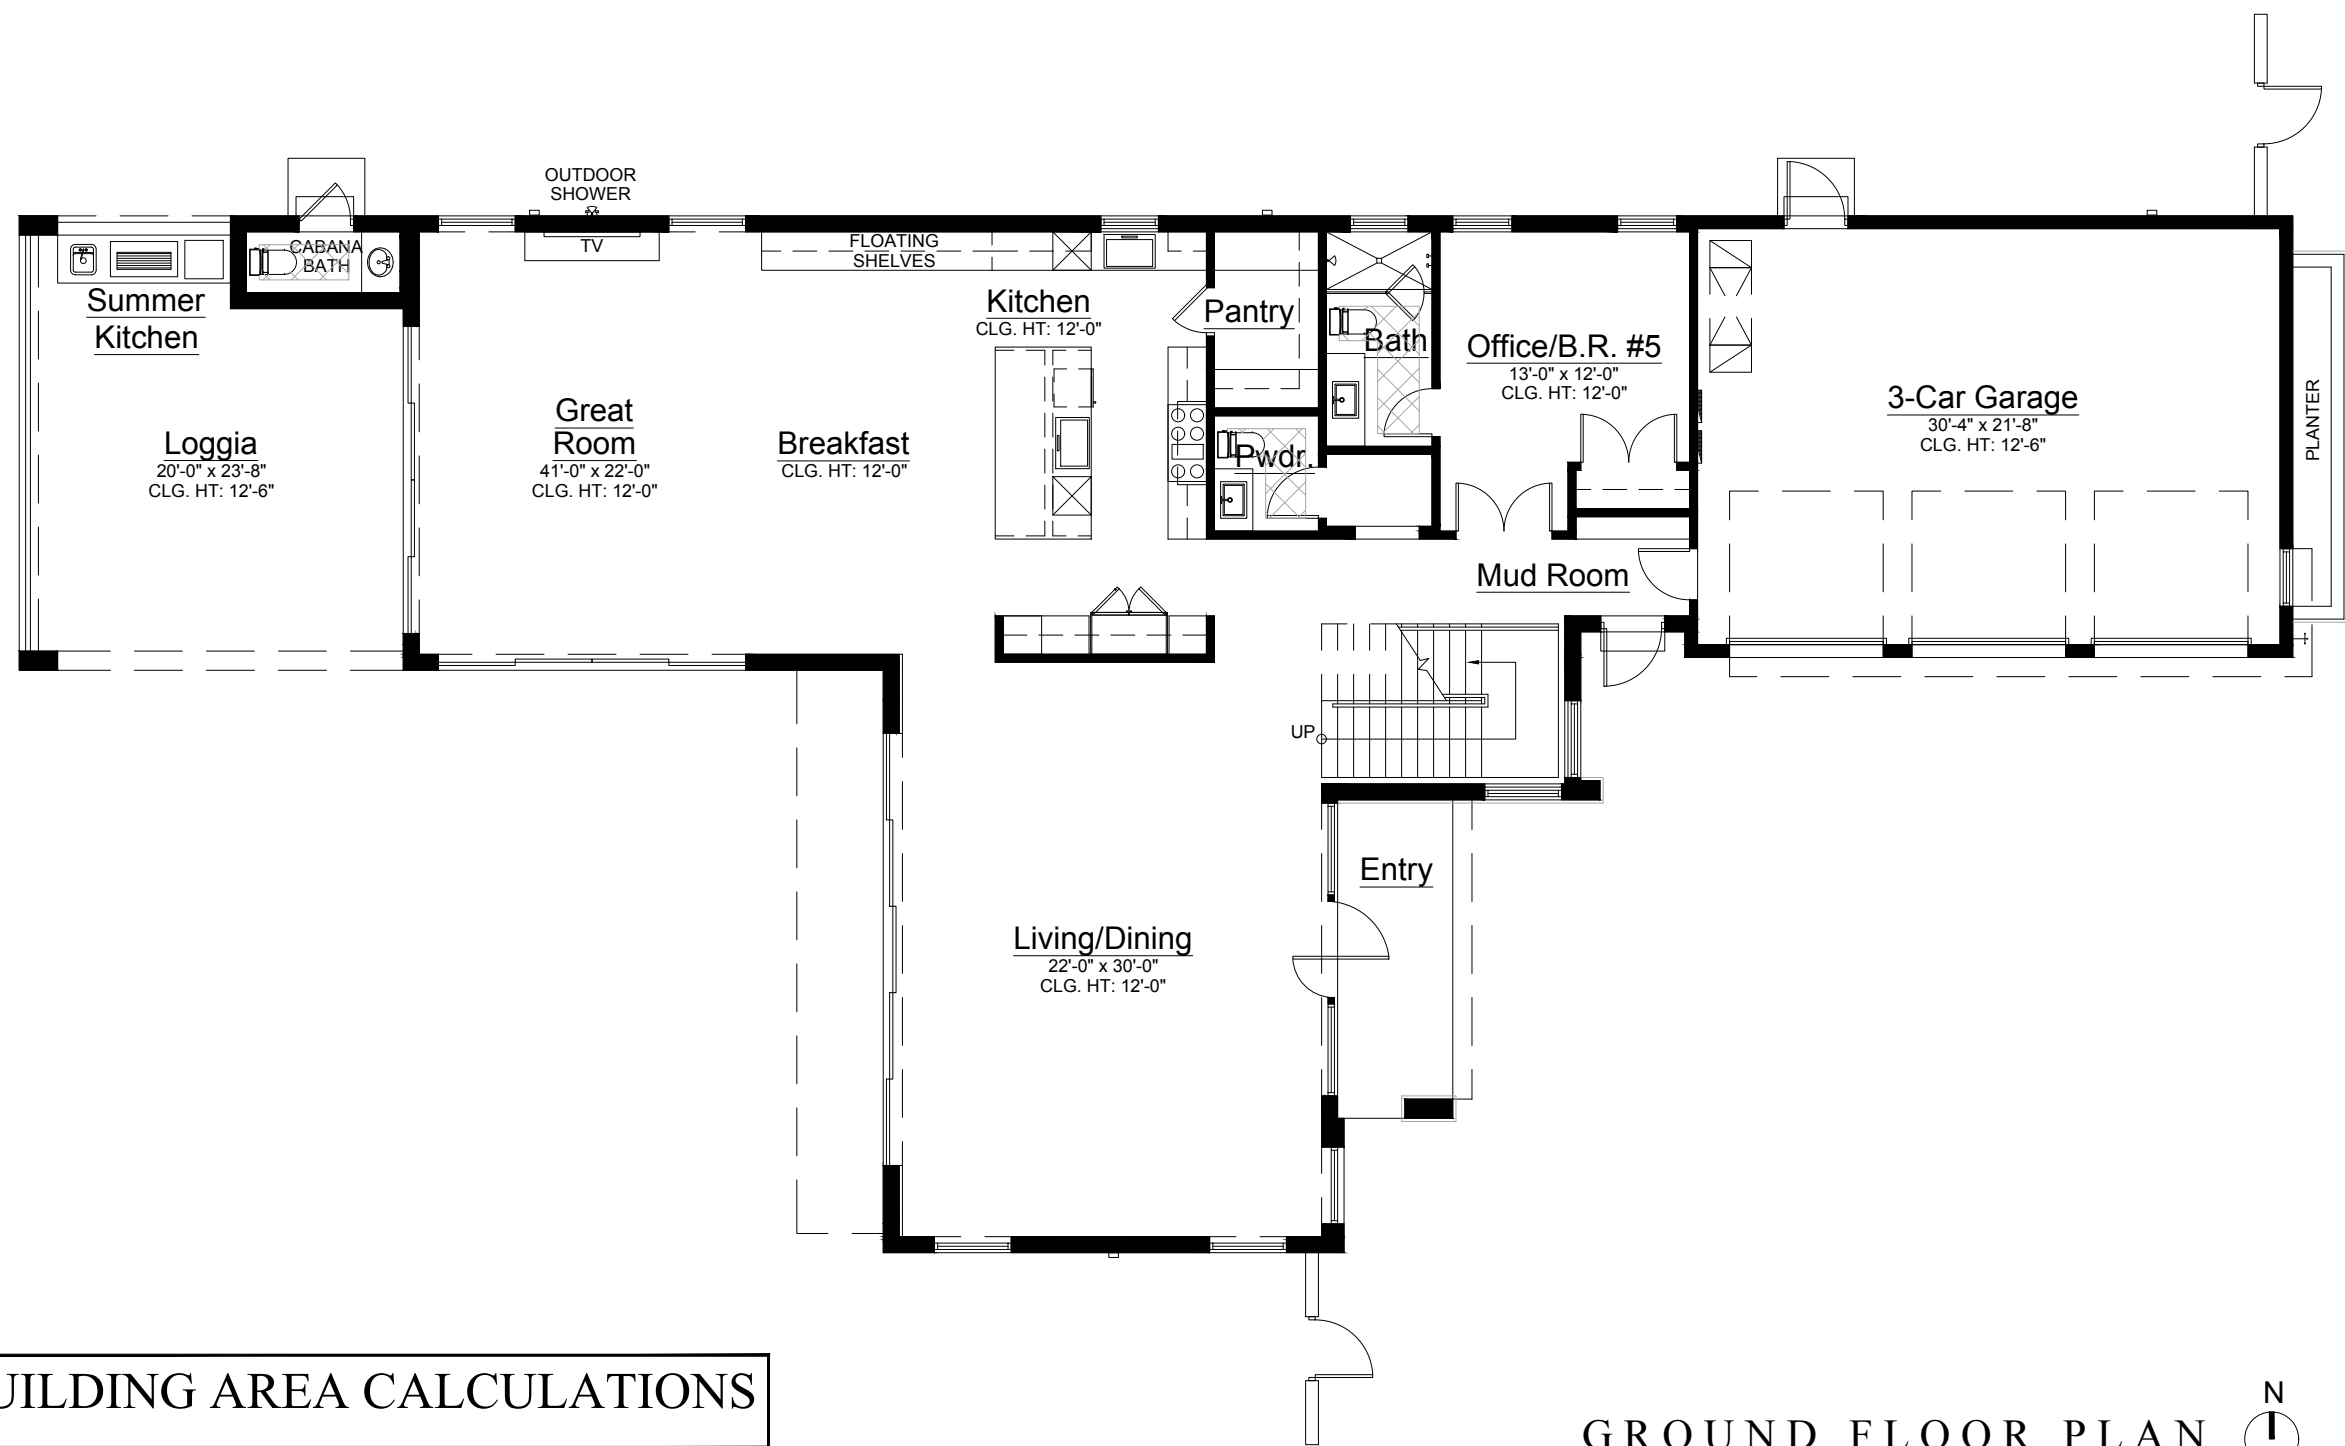 OUTDOOR
SHOWER
TV
CABANA
BATH
FLOATING
SHELVES
Summer
Kitchen
Kitchen
CLG. HT: 12'-0"
Pantry
Bath
Office/B.R. #5
13'-0" x 12'-0"
CLG. HT: 12'-0"
3-Car Garage
30'-4" x 21'-8"
CLG. HT: 12'-6"
PLANTER
Loggia
20'-0" x 23'-8"
CLG. HT: 12'-6"
Great
Room
41'-0" x 22'-0"
CLG. HT: 12'-0"
Breakfast
CLG. HT: 12'-0"
Pwdr.
Mud Room
UP
Entry
Living/Dining
22'-0" x 30'-0"
CLG. HT: 12'-0"
UILDING AREA CALCULATIONS
GROUND FLOOR PLAN
N